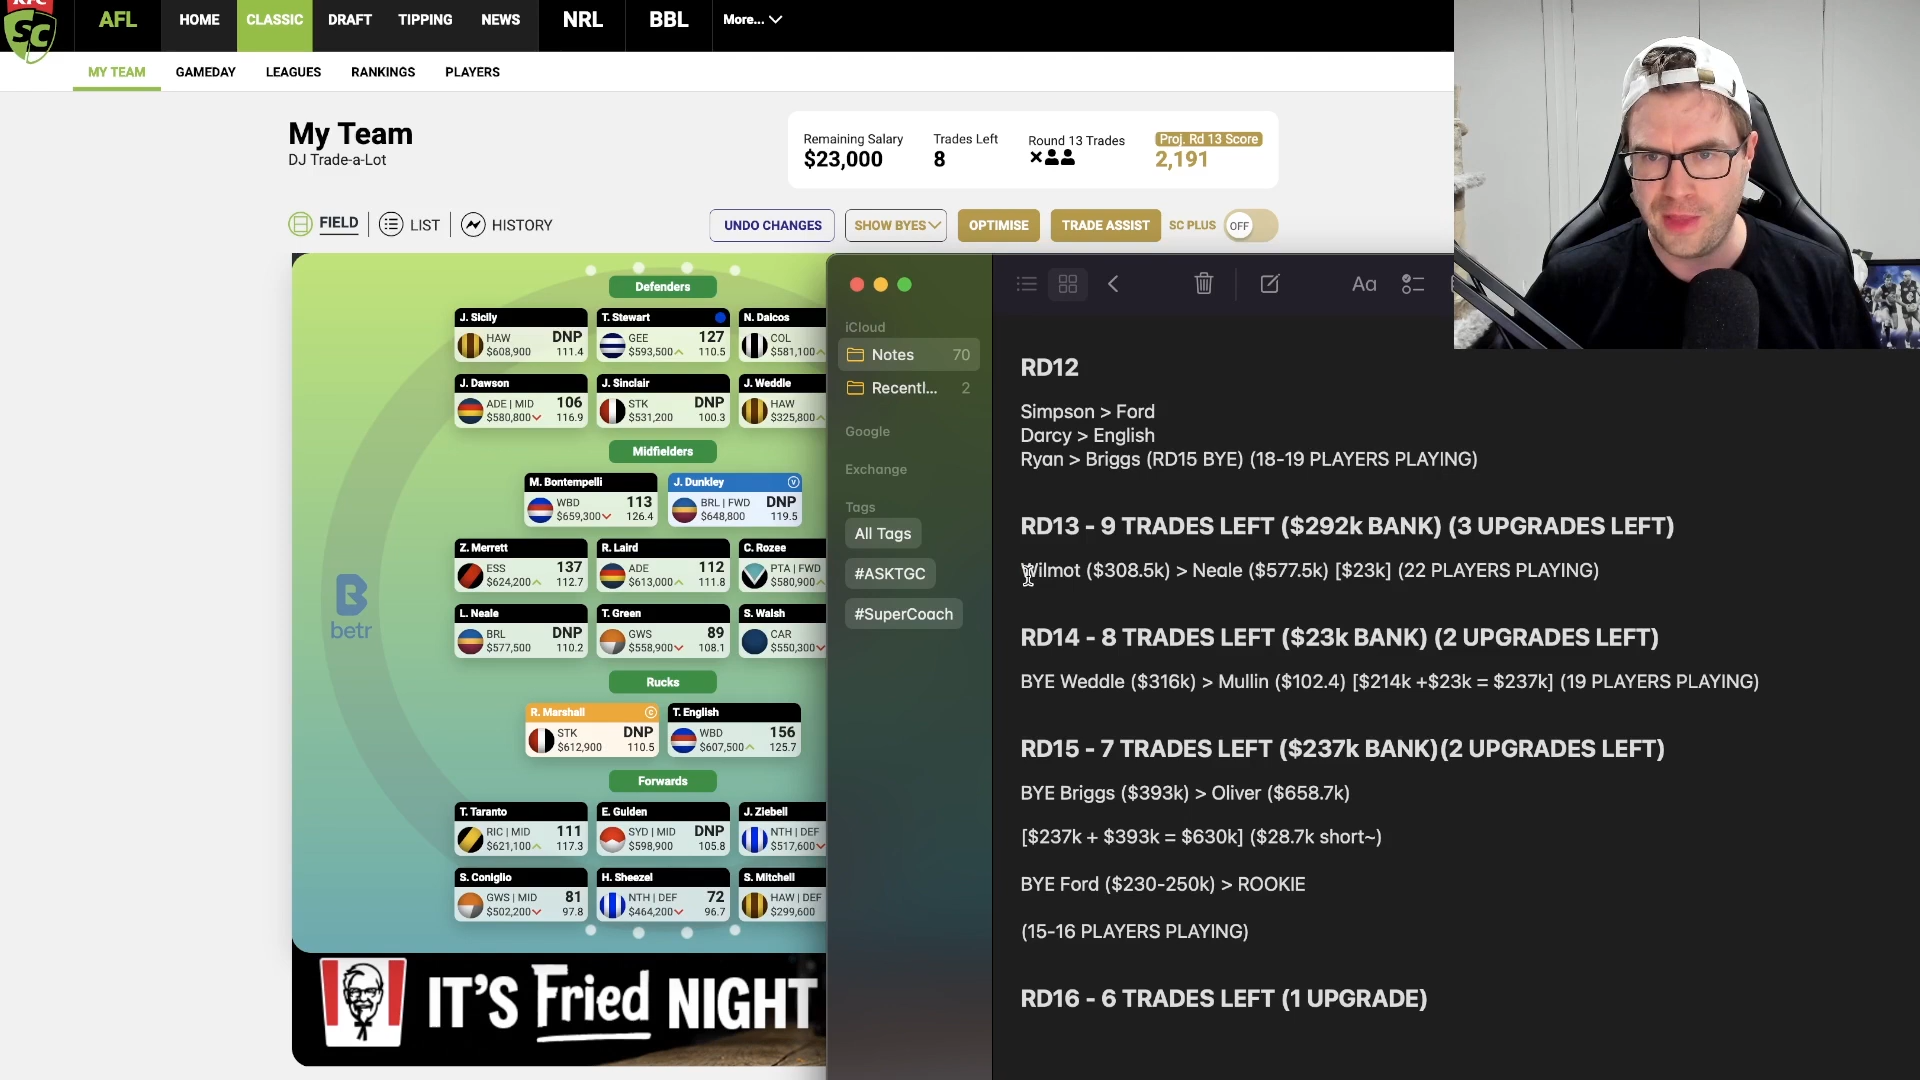 KFC
SC
AFL
HOME
CLASSIC
DRAFT
TIPPING
NEWS
NRL
BBL
More...
MY TEAM
GAMEDAY
LEAGUES
RANKINGS
PLAYERS
My Team
DJ Trade-a-Lot
Remaining Salary
$23,000
Trades Left
8
Round 13 Trades
Proj. Rd 13 Score
2,191
FIELD
LIST
HISTORY
UNDO CHANGES
SHOW BYES
OPTIMISE
TRADE ASSIST
SC PLUS
OFF
Defenders
J. Sicily
HAW DNP
$608,900 111.4
T. Stewart
GEE 127
$593,500 110.5
N. Daicos
COL
$581,100
J. Dawson
ADE | MID 106
$580,800 116.9
J. Sinclair
STK DNP
$531,200 100.3
J. Weddle
HAW
$325,800
Midfielders
M. Bontempelli
WBD 113
$659,300 126.4
J. Dunkley V
BRL | FWD DNP
$648,800 119.5
Z. Merrett
ESS 137
$624,200 112.7
R. Laird
ADE 112
$613,000 111.8
C. Rozee
PTA | FWD
$580,900
L. Neale
BRL DNP
$577,500 110.2
T. Green
GWS 89
$558,900 108.1
S. Walsh
CAR
$550,300
Rucks
R. Marshall C
STK DNP
$612,900 110.5
T. English
WBD 156
$607,500 125.7
Forwards
T. Taranto
RIC | MID 111
$621,100 117.3
E. Gulden
SYD | MID DNP
$598,900 105.8
J. Ziebell
NTH | DEF
$517,600
S. Coniglio
GWS | MID 81
$502,200 97.8
H. Sheezel
NTH | DEF 72
$464,200 96.7
S. Mitchell
HAW | DEF
$299,600
B
betr
IT'S Fried NIGHT
iCloud
Notes 70
Recentl... 2
Google
Exchange
Tags
All Tags
#ASKTGC
#SuperCoach
Aa
RD12
Simpson > Ford
Darcy > English
Ryan > Briggs (RD15 BYE) (18-19 PLAYERS PLAYING)
RD13 - 9 TRADES LEFT ($292k BANK) (3 UPGRADES LEFT)
Wilmot ($308.5k) > Neale ($577.5k) [$23k] (22 PLAYERS PLAYING)
RD14 - 8 TRADES LEFT ($23k BANK) (2 UPGRADES LEFT)
BYE Weddle ($316k) > Mullin ($102.4) [$214k +$23k = $237k] (19 PLAYERS PLAYING)
RD15 - 7 TRADES LEFT ($237k BANK)(2 UPGRADES LEFT)
BYE Briggs ($393k) > Oliver ($658.7k)
[$237k + $393k = $630k] ($28.7k short~)
BYE Ford ($230-250k) > ROOKIE
(15-16 PLAYERS PLAYING)
RD16 - 6 TRADES LEFT (1 UPGRADE)